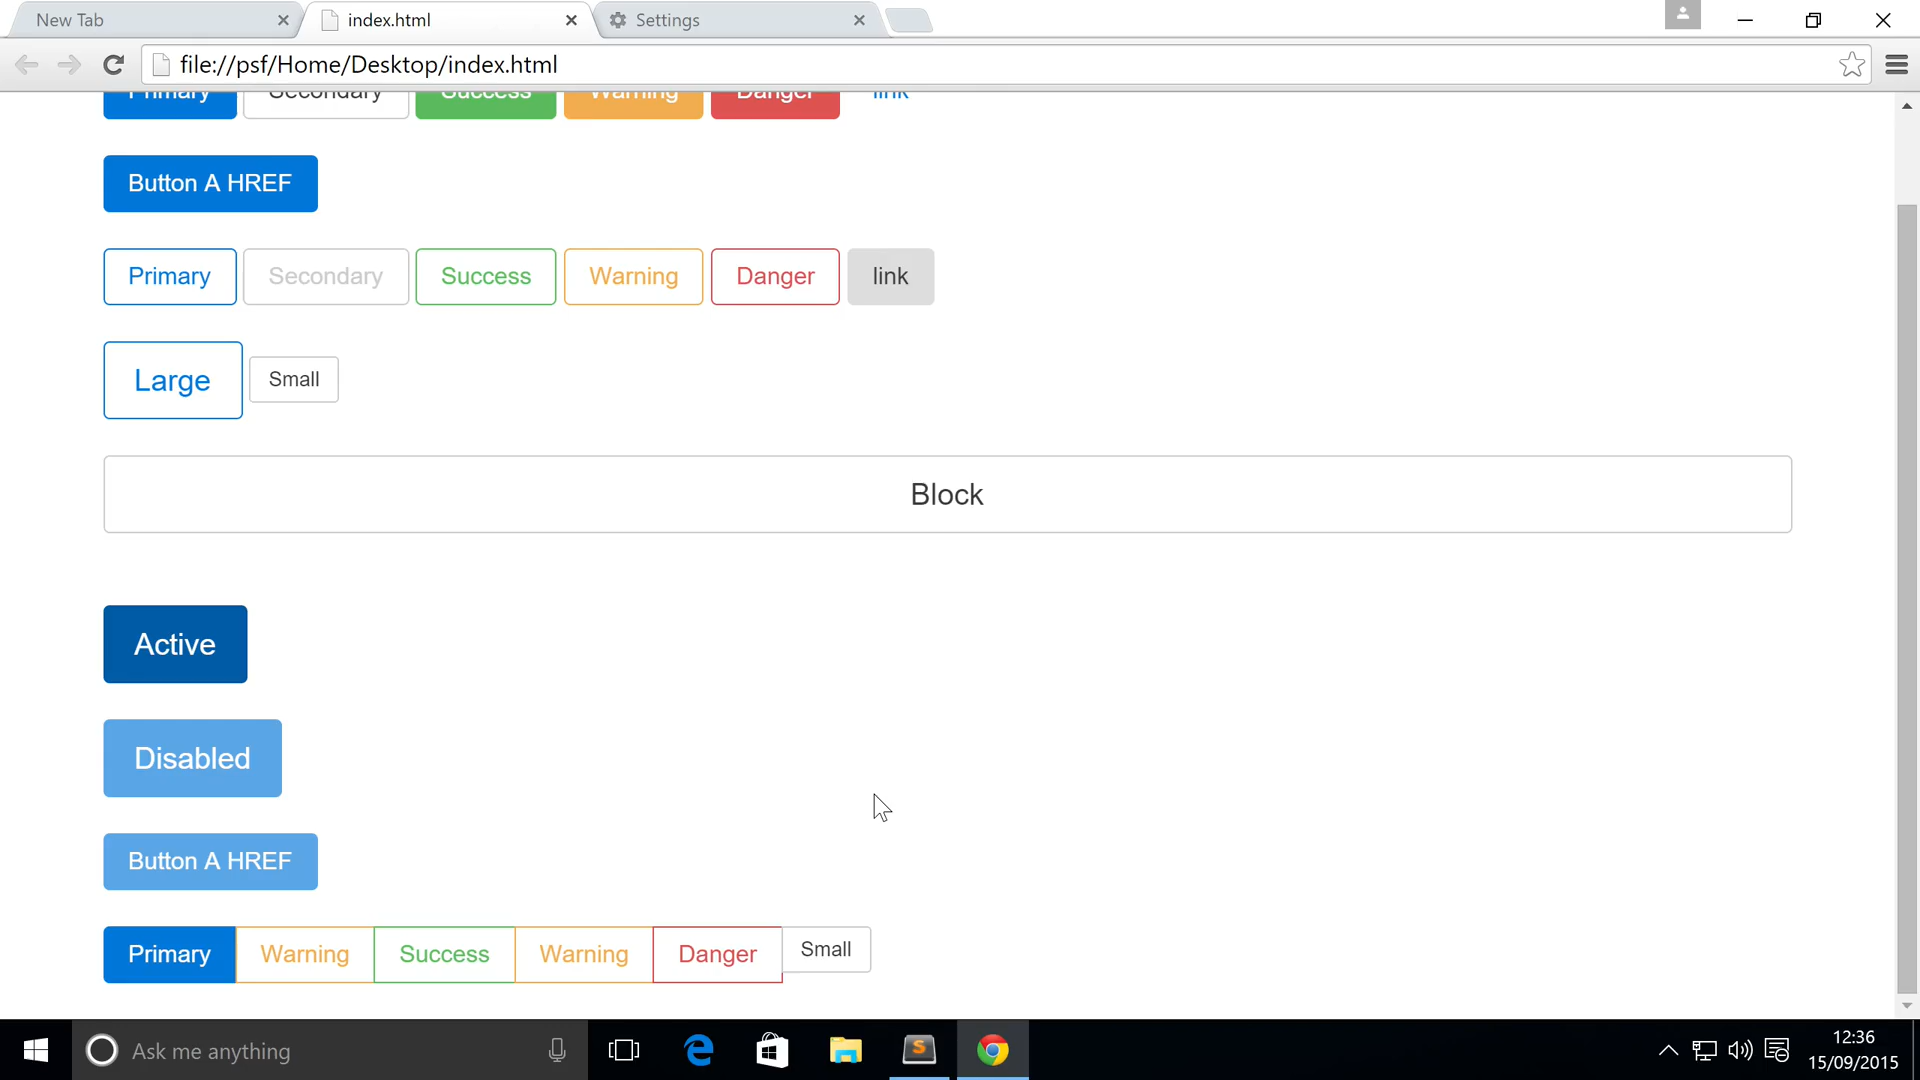 New Tab
index.html
Settings
file://psf/Home/Desktop/index.html
Primary Secondary Success Warning Danger link
Button A HREF
Primary Secondary Success Warning Danger link
Large Small
Block
Active
Disabled
Button A HREF
Primary Warning Success Warning Danger Small
Ask me anything
12:36
15/09/2015